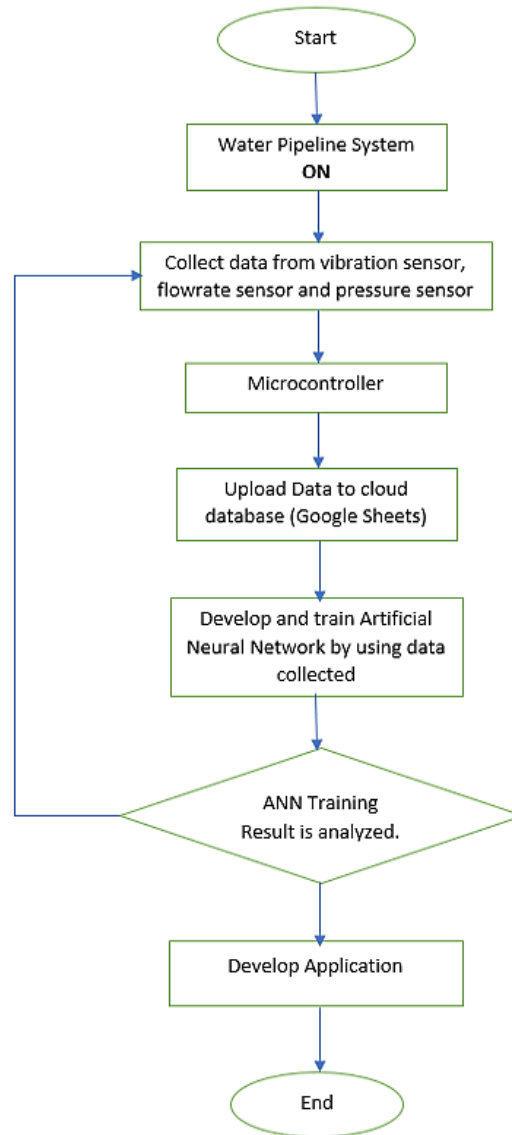 Start
Water Pipeline System
ON
Collect data from vibration sensor,
flowrate sensor and pressure sensor
Microcontroller
Upload Data to cloud
database (Google Sheets)
Develop and train Artificial
Neural Network by using data
collected
ANN Training
Result is analyzed.
Develop Application
End